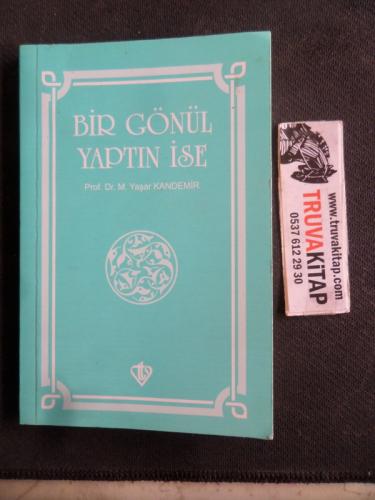 BİR GÖNÜL
YAPTIN İSE
Prof. Dr. M. Yaşar KANDEMİR
www.truvakitap.com
TRUVAKİTAP
0537 612 29 30